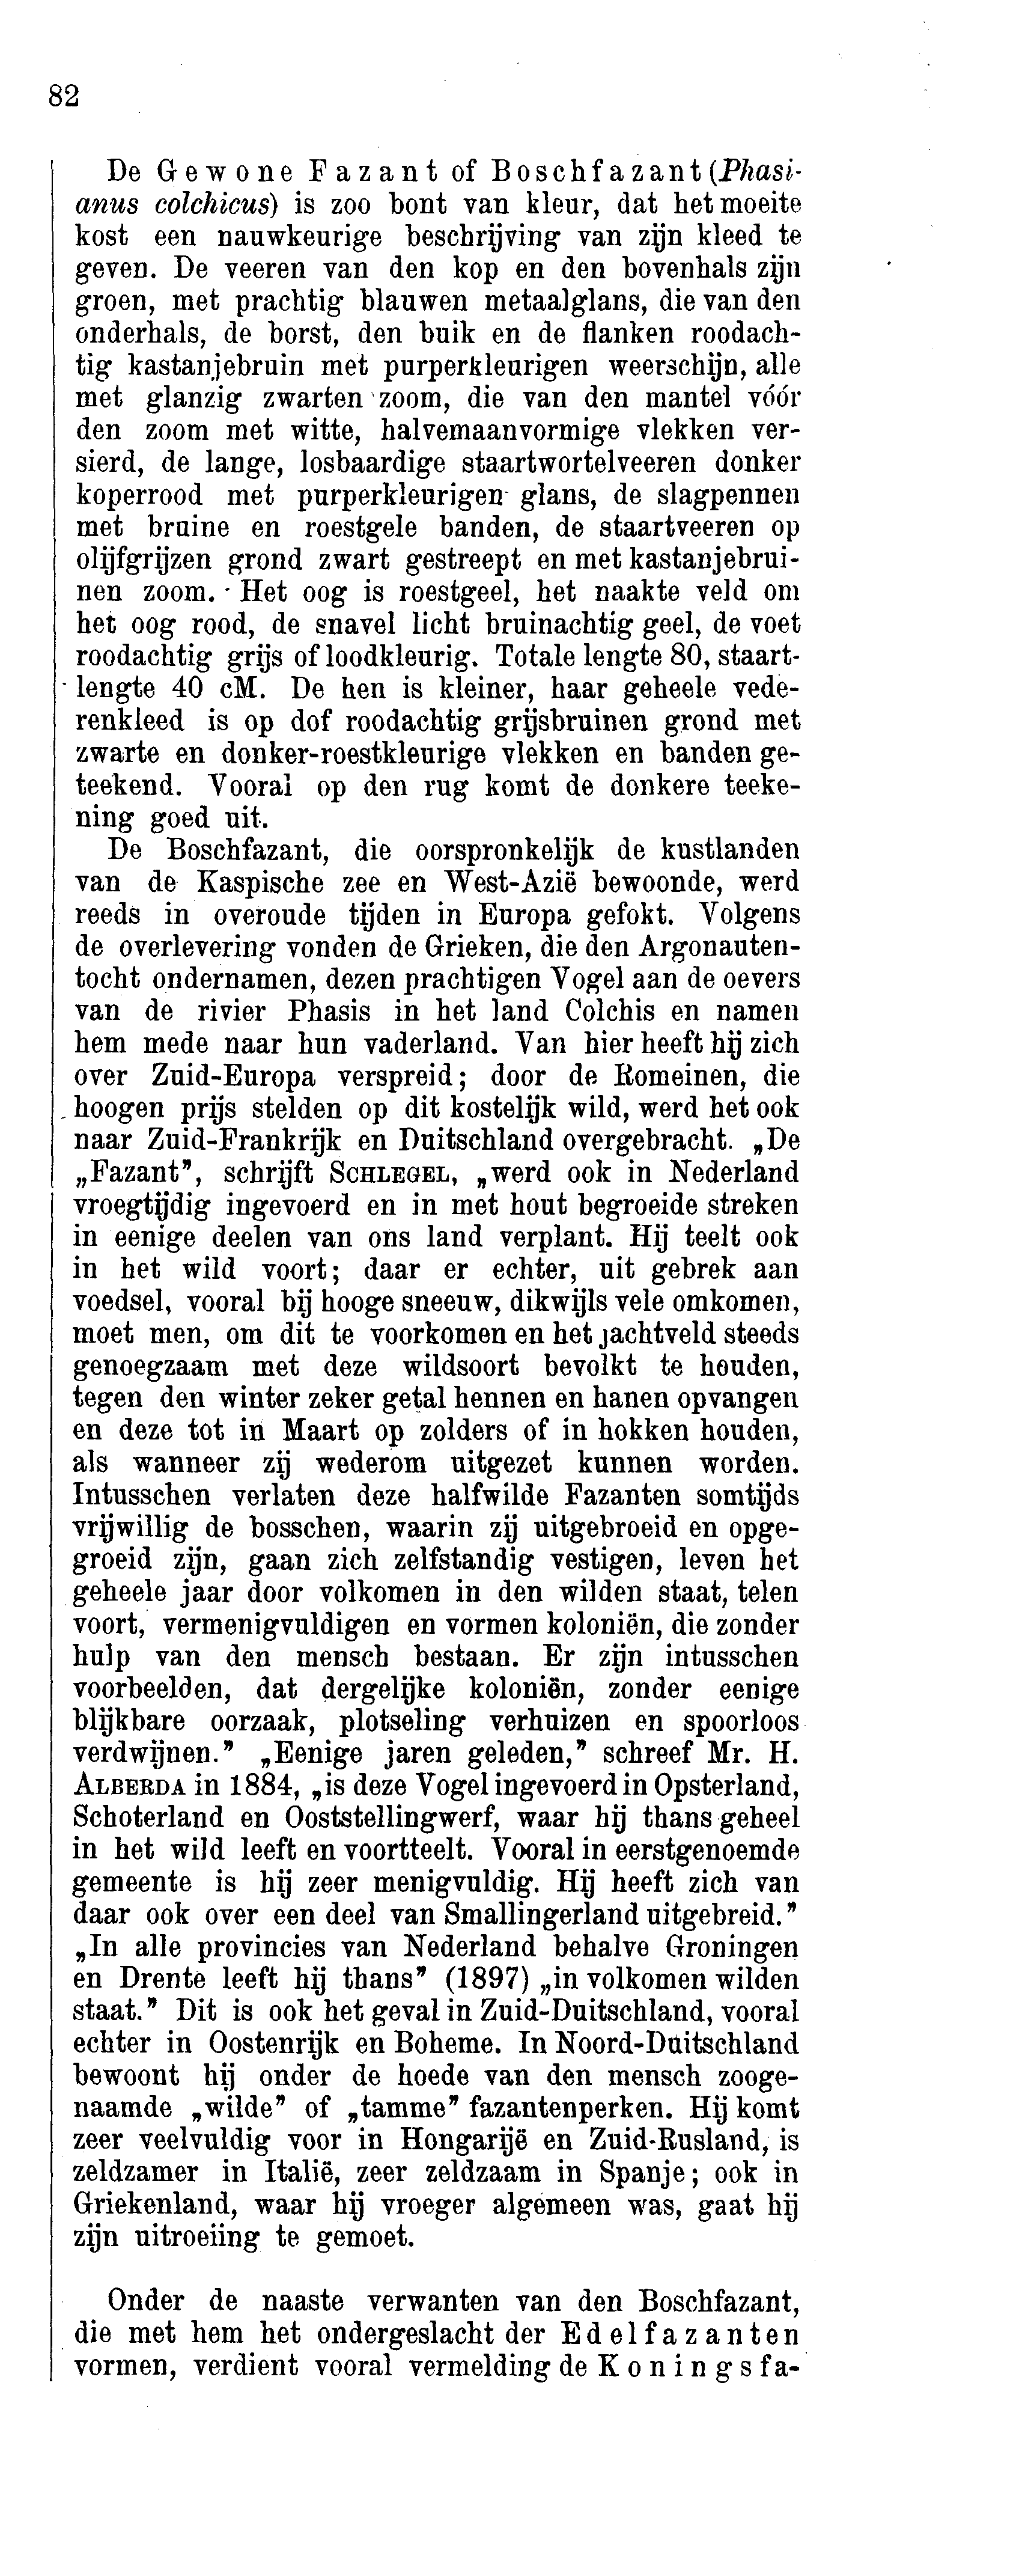 82
De Gewone Fazant of Boschfazant (Phasi-
anus colchicus) is zoo bont van kleur, dat het moeite
kost een nauwkeurige beschrijving van zijn kleed te
geven. De veeren van den kop en den bovenhals zijn
groen, met prachtig blauwen metaalglans, die van den
onderhals, de borst, den buik en de flanken roodach-
tig kastanjebruin met purperkleurigen weerschijn, alle
met glanzig zwarten zoom, die van den mantel vóór
den zoom met witte, halvemaanvormige vlekken ver-
sierd, de lange, losbaardige staartwortelveeren donker
koperrood met purperkleurigen glans, de slagpennen
met bruine en roestgele banden, de staartveeren op
olijfgrijzen grond zwart gestreept en met kastanjebrui-
nen zoom. Het oog is roestgeel, het naakte veld om
het oog rood, de snavel licht bruinachtig geel, de voet
roodachtig grijs of loodkleurig. Totale lengte 80, staart-
lengte 40 cM. De hen is kleiner, haar geheele vede-
renkleed is op dof roodachtig grijsbruinen grond met
zwarte en donker-roestkleurige vlekken en banden ge-
teekend. Vooral op den rug komt de donkere teeke-
ning goed uit.
De Boschfazant, die oorspronkelijk de kustlanden
van de Kaspische zee en West-Azië bewoonde, werd
reeds in overoude tijden in Europa gefokt. Volgens
de overlevering vonden de Grieken, die den Argonauten-
tocht ondernamen, dezen prachtigen Vogel aan de oevers
van de rivier Phasis in het land Colchis en namen
hem mede naar hun vaderland. Van hier heeft hij zich
over Zuid-Europa verspreid; door de Romeinen, die
hoogen prijs stelden op dit kostelijk wild, werd het ook
naar Zuid-Frankrijk en Duitschland overgebracht. „De
„Fazant”, schrijft SCHLEGEL, „werd ook in Nederland
vroegtijdig ingevoerd en in met hout begroeide streken
in eenige deelen van ons land verplant. Hij teelt ook
in het wild voort; daar er echter, uit gebrek aan
voedsel, vooral bij hooge sneeuw, dikwijls vele omkomen,
moet men, om dit te voorkomen en het jachtveld steeds
genoegzaam met deze wildsoort bevolkt te houden,
tegen den winter zeker getal hennen en hanen opvangen
en deze tot in Maart op zolders of in hokken houden,
als wanneer zij wederom uitgezet kunnen worden.
Intusschen verlaten deze halfwilde Fazanten somtijds
vrijwillig de bosschen, waarin zij uitgebroeid en opge-
groeid zijn, gaan zich zelfstandig vestigen, leven het
geheele jaar door volkomen in den wilden staat, telen
voort, vermenigvuldigen en vormen koloniën, die zonder
hulp van den mensch bestaan. Er zijn intusschen
voorbeelden, dat dergelijke koloniën, zonder eenige
blijkbare oorzaak, plotseling verhuizen en spoorloos
verdwijnen.” „Eenige jaren geleden,” schreef Mr. H.
ALBERDA in 1884, „is deze Vogel ingevoerd in Opsterland,
Schoterland en Ooststellingwerf, waar hij thans geheel
in het wild leeft en voortteelt. Vooral in eerstgenoemde
gemeente is hij zeer menigvuldig. Hij heeft zich van
daar ook over een deel van Smallingerland uitgebreid.”
„In alle provincies van Nederland behalve Groningen
en Drente leeft hij thans” (1897) „in volkomen wilden
staat.” Dit is ook het geval in Zuid-Duitschland, vooral
echter in Oostenrijk en Boheme. In Noord-Duitschland
bewoont hij onder de hoede van den mensch zooge-
naamde „wilde” of „tamme” fazantenperken. Hij komt
zeer veelvuldig voor in Hongarijë en Zuid-Rusland, is
zeldzamer in Italië, zeer zeldzaam in Spanje; ook in
Griekenland, waar hij vroeger algemeen was, gaat hij
zijn uitroeiing te gemoet.
Onder de naaste verwanten van den Boschfazant,
die met hem het ondergeslacht der Edelfazanten
vormen, verdient vooral vermelding de Koningsfa-